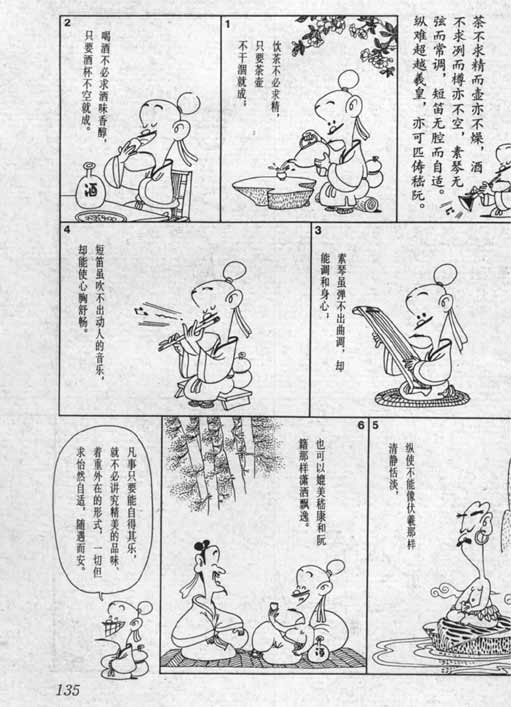 茶不求精而壶亦不燥，酒
不求冽而樽亦不空，素琴无
弦而常调，短笛无腔而自适。
纵难超越羲皇，亦可匹俦嵇阮。
1
饮茶不必求精，
只要茶壶
不干涸就成；
2
喝酒不必求酒味香醇，
只要酒杯不空就成。
酒
3
素琴虽弹不出曲调，却
能调和身心；
4
短笛虽吹不出动人的音乐，
却能使心胸舒畅。
5
纵使不能像伏羲那样
清静恬淡，
6
也可以媲美嵇康和阮
籍那样潇洒飘逸。
酒
凡事只要能自得其乐，
就不必讲究精美的品味、
着重外在的形式，一切但
求怡然自适，随遇而安。
135